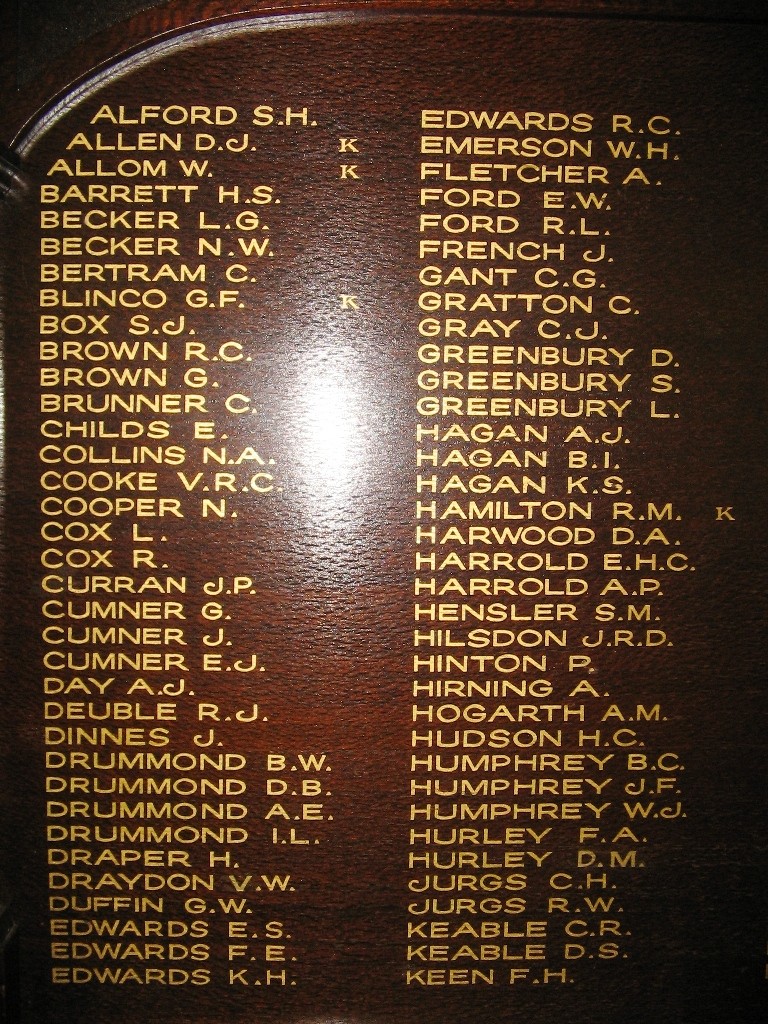 ALFORD S.H.
ALLEN D.J. K
ALLOM W. K
BARRETT H.S.
BECKER L.G.
BECKER N.W.
BERTRAM C.
BLINCO G.F. K
BOX S.J.
BROWN R.C.
BROWN G.
BRUNNER C.
CHILDS E.
COLLINS N.A.
COOKE V.R.C.
COOPER N.
COX L.
COX R.
CURRAN J.P.
CUMNER G.
CUMNER J.
CUMNER E.J.
DAY A.J.
DEUBLE R.J.
DINNES J.
DRUMMOND B.W.
DRUMMOND D.B.
DRUMMOND A.E.
DRUMMOND I.L.
DRAPER H.
DRAYDON V.W.
DUFFIN G.W.
EDWARDS E.S.
EDWARDS F.E.
EDWARDS K.H.
EDWARDS R.C.
EMERSON W.H.
FLETCHER A.
FORD E.W.
FORD R.L.
FRENCH J.
GANT C.G.
GRATTON C.
GRAY C.J.
GREENBURY D.
GREENBURY S.
GREENBURY L.
HAGAN A.J.
HAGAN B.I.
HAGAN K.S.
HAMILTON R.M. K
HARWOOD D.A.
HARROLD E.H.C.
HARROLD A.P.
HENSLER S.M.
HILSDON J.R.D.
HINTON P.
HIRNING A.
HOGARTH A.M.
HUDSON H.C.
HUMPHREY B.C.
HUMPHREY J.F.
HUMPHREY W.J.
HURLEY F.A.
HURLEY D.M.
JURGS C.H.
JURGS R.W.
KEABLE C.R.
KEABLE D.S.
KEEN F.H.